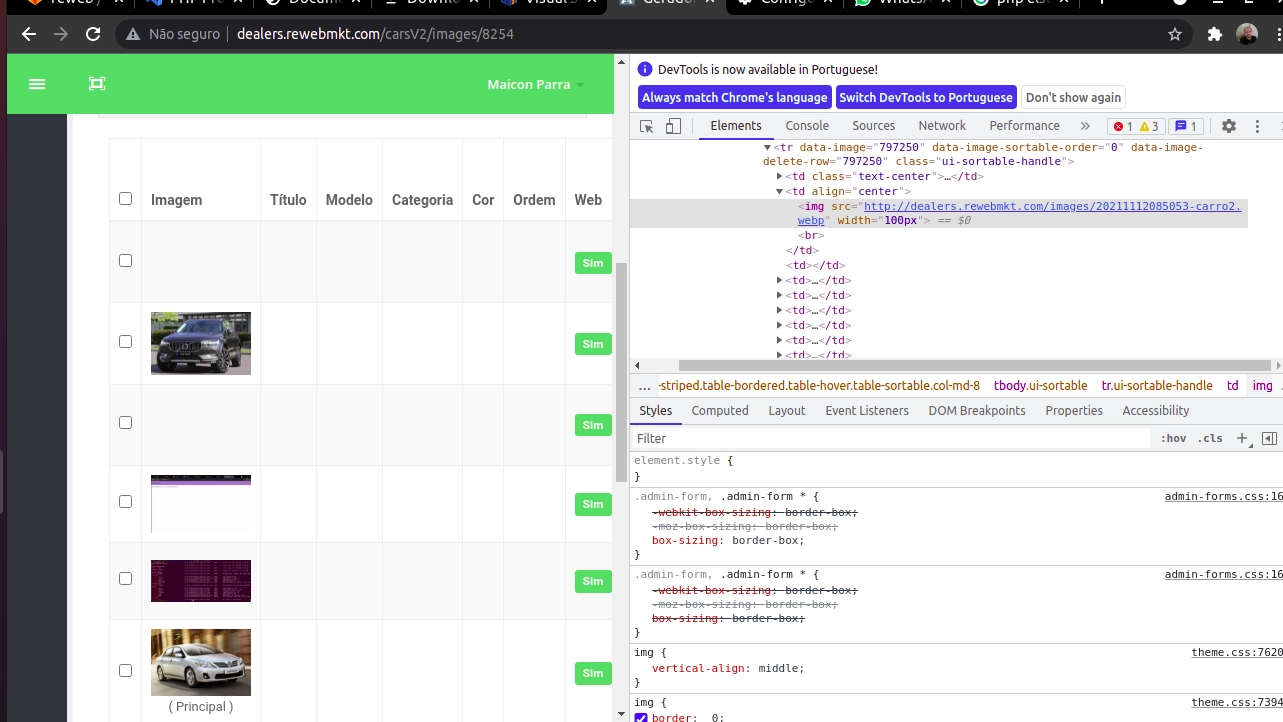 Não seguro
dealers.rewebmkt.com/carsV2/images/8254
Maicon Parra
Imagem Título Modelo Categoria Cor Ordem Web
Sim
Sim
Sim
Sim
Sim
Sim
( Principal )
DevTools is now available in Portuguese!
Always match Chrome's language Switch DevTools to Portuguese Don't show again
Elements Console Sources Network Performance » 1 3 1
<tr data-image="797250" data-image-sortable-order="0" data-image-
delete-row="797250" class="ui-sortable-handle">
<td class="text-center">…</td>
<td align="center">
<img src="http://dealers.rewebmkt.com/images/20211112085053-carro2.
webp" width="100px"> == $0
<br>
</td>
<td></td>
<td>…</td>
<td>…</td>
<td>…</td>
<td>…</td>
<td>…</td>
<td>…</td>
… -striped.table-bordered.table-hover.table-sortable.col-md-8 tbody.ui-sortable tr.ui-sortable-handle td img
Styles Computed Layout Event Listeners DOM Breakpoints Properties Accessibility
Filter :hov .cls +
element.style {
}
.admin-form, .admin-form * { admin-forms.css:16
-webkit-box-sizing: border-box;
-moz-box-sizing: border-box;
box-sizing: border-box;
}
.admin-form, .admin-form * { admin-forms.css:16
-webkit-box-sizing: border-box;
-moz-box-sizing: border-box;
box-sizing: border-box;
}
img { theme.css:7620
vertical-align: middle;
}
img { theme.css:7394
border: 0;